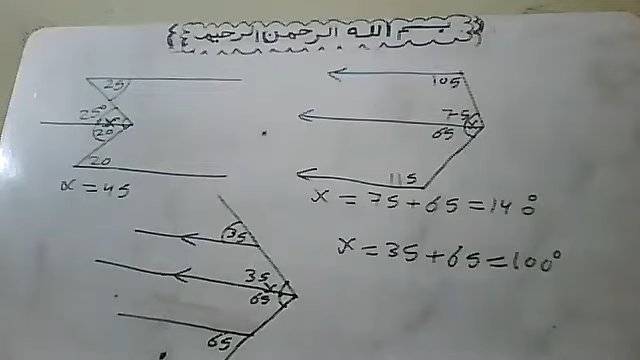 بسم الله الرحمن الرحيم
25
25°
x
20
20
x = 45
105
75
x
65
115
x = 75 + 65 = 140°
35
35
x
65
65
x = 35 + 65 = 100°